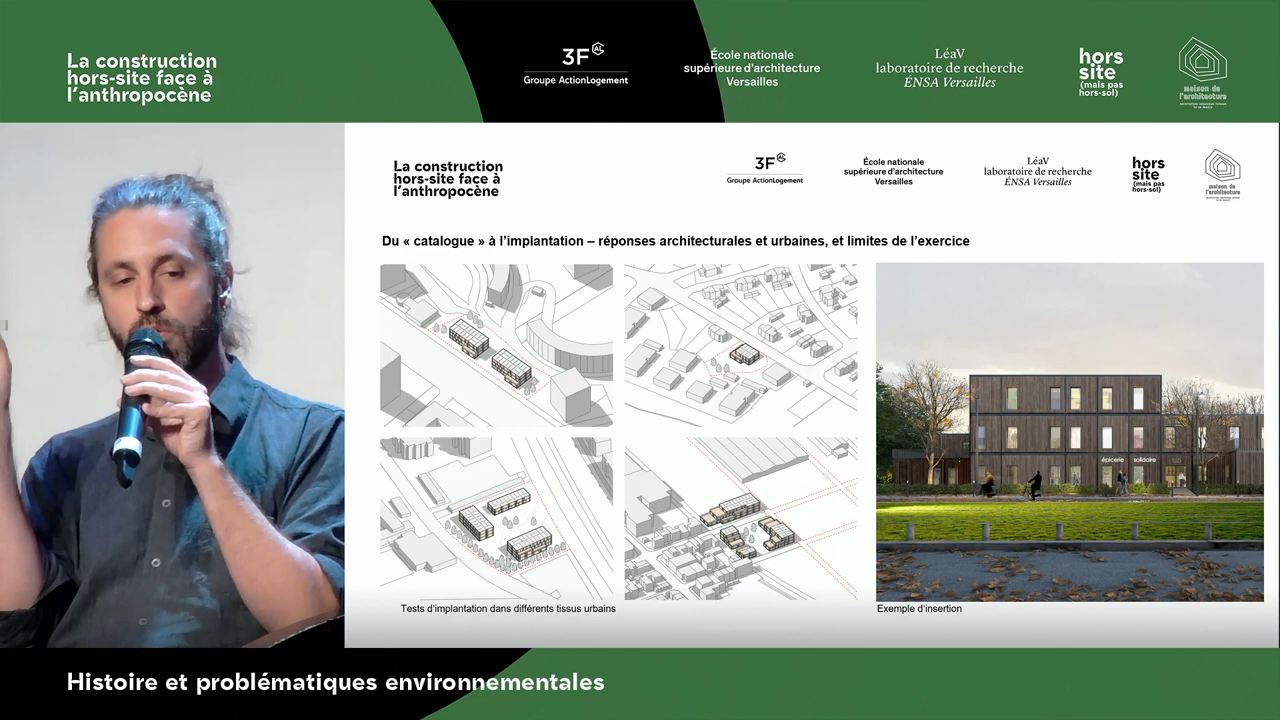 La construction
hors-site face à
l'anthropocène
3F AL
Groupe ActionLogement
École nationale
supérieure d'architecture
Versailles
LéaV
laboratoire de recherche
ÉNSA Versailles
hors
site
(mais pas
hors-sol)
maison de
l'architecture
La construction
hors-site face à
l'anthropocène
3F AL
Groupe ActionLogement
École nationale
supérieure d'architecture
Versailles
LéaV
laboratoire de recherche
ÉNSA Versailles
hors
site
(mais pas
hors-sol)
maison de
l'architecture
Du « catalogue » à l'implantation – réponses architecturales et urbaines, et limites de l'exercice
épicerie solidaire
Tests d'implantation dans différents tissus urbains
Exemple d'insertion
Histoire et problématiques environnementales